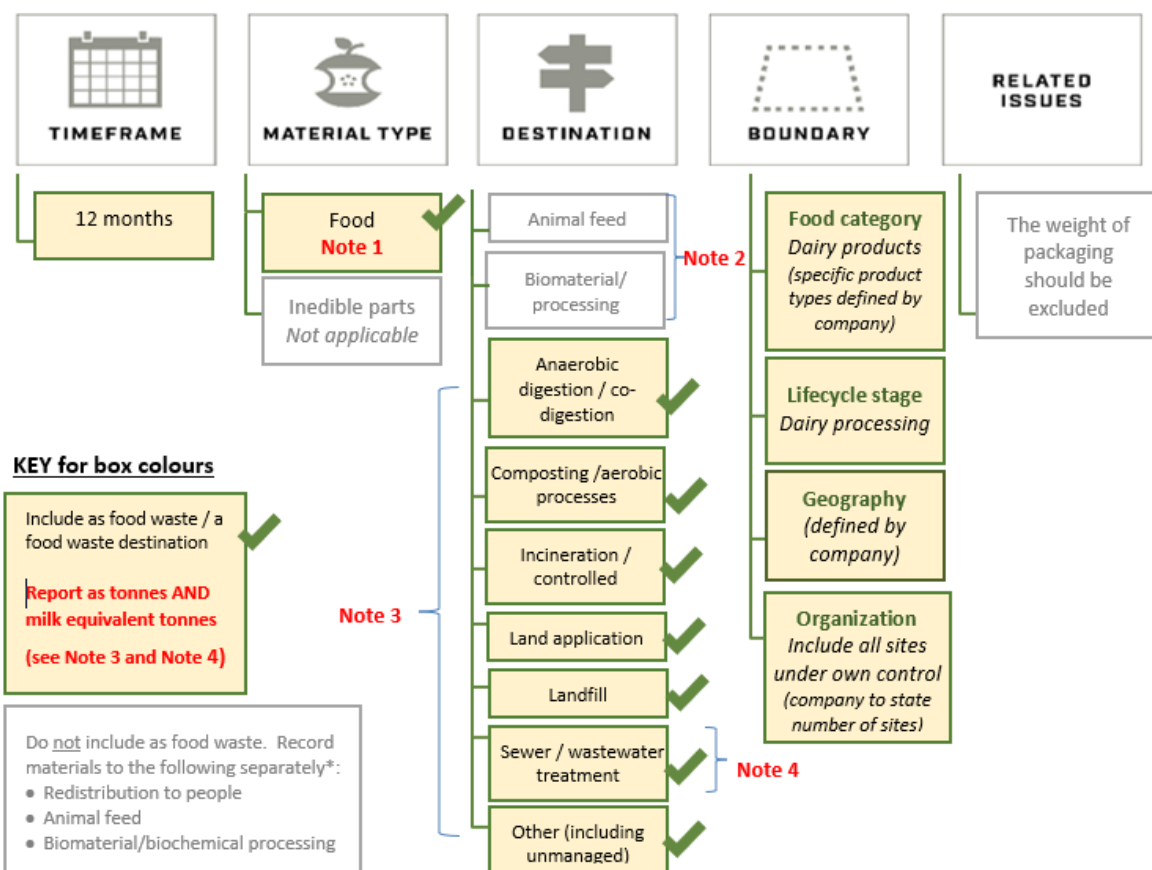 TIMEFRAME
MATERIAL TYPE
DESTINATION
BOUNDARY
RELATED
ISSUES
12 months
Food
Note 1
Inedible parts
Not applicable
Animal feed
Biomaterial/
processing
Note 2
Anaerobic
digestion / co-
digestion
Composting /aerobic
processes
Incineration /
controlled
Land application
Landfill
Sewer / wastewater
treatment
Other (including
unmanaged)
Note 3
Note 4
Food category
Dairy products
(specific product
types defined by
company)
Lifecycle stage
Dairy processing
Geography
(defined by
company)
Organization
Include all sites
under own control
(company to state
number of sites)
The weight of
packaging
should be
excluded
KEY for box colours
Include as food waste / a
food waste destination
Report as tonnes AND
milk equivalent tonnes
(see Note 3 and Note 4)
Do not include as food waste. Record
materials to the following separately*:
• Redistribution to people
• Animal feed
• Biomaterial/biochemical processing